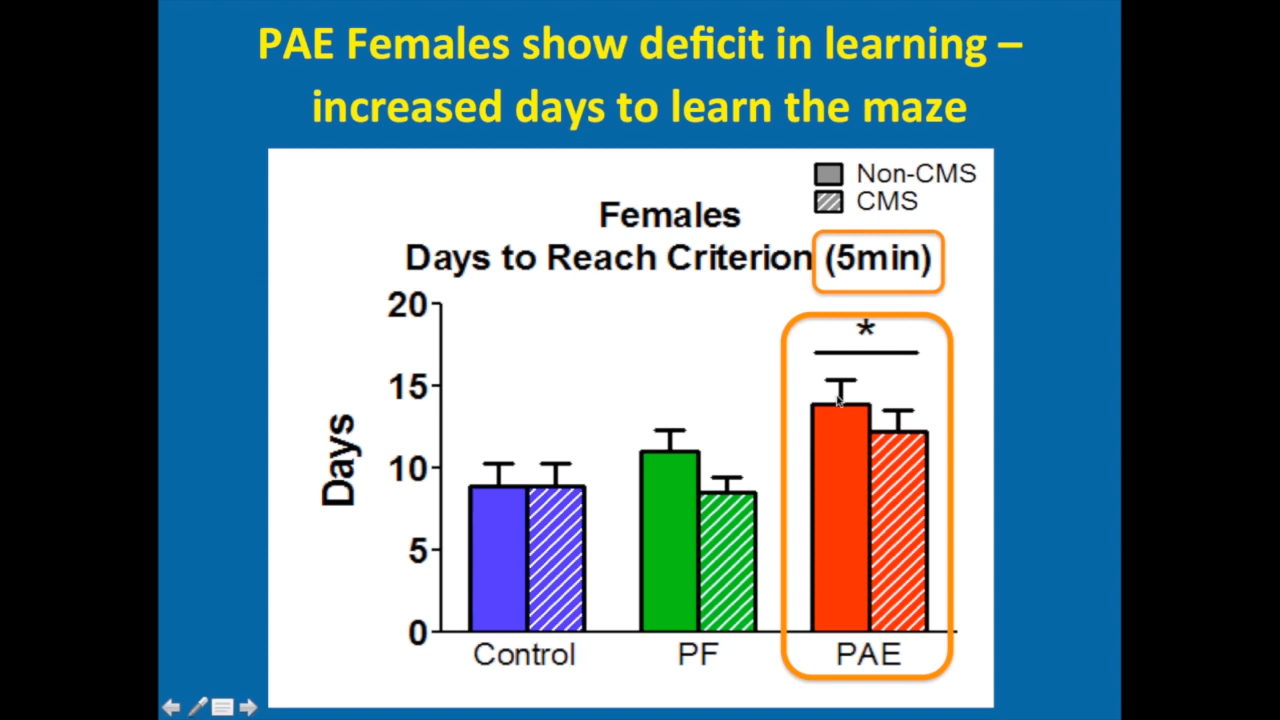 PAE Females show deficit in learning –
increased days to learn the maze
Non-CMS
CMS
Females
Days to Reach Criterion (5min)
20
15
10
5
0
Days
*
Control
PF
PAE